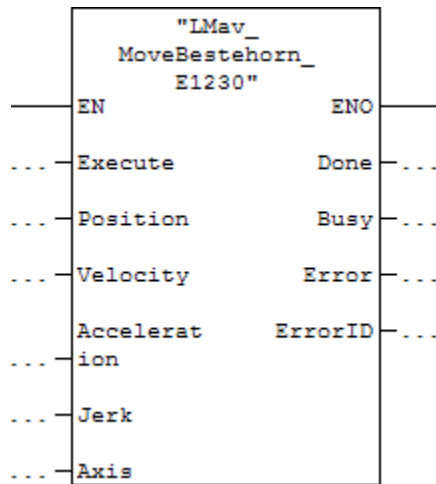 "LMav_
MoveBestehorn_
E1230"
EN ENO
... Execute Done ...
... Position Busy ...
... Velocity Error ...
Accelerat ErrorID ...
... ion
... Jerk
... Axis